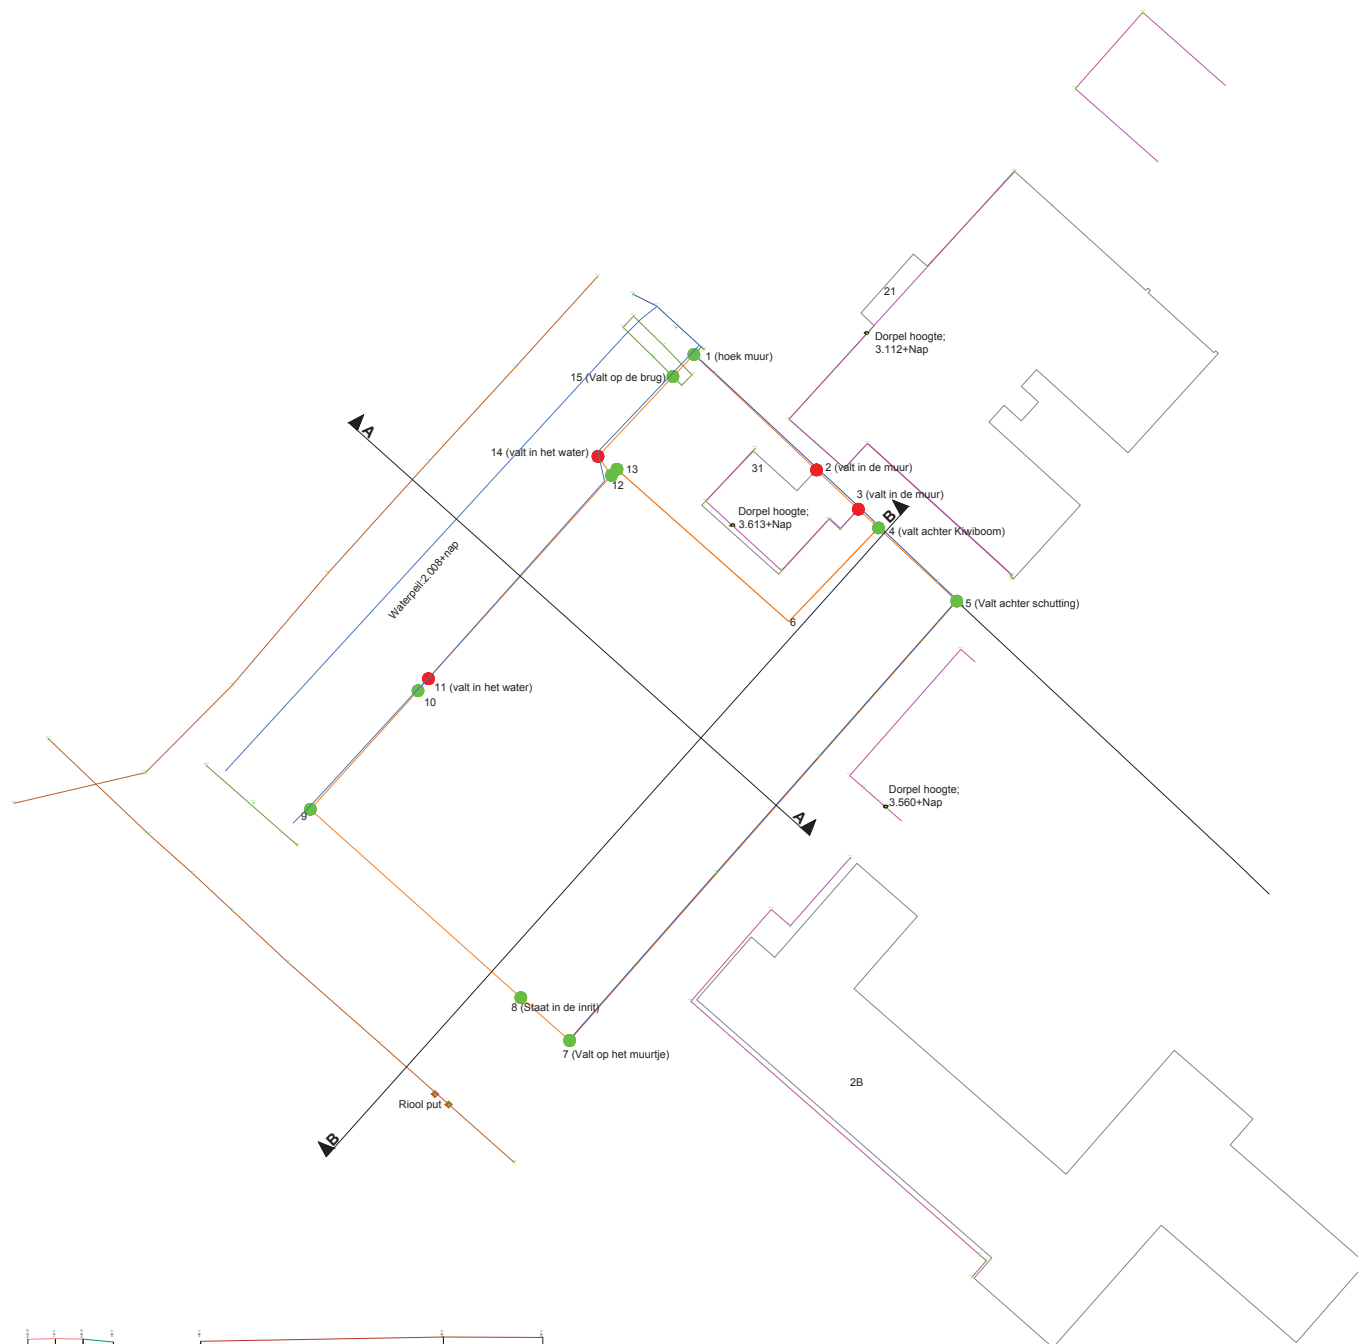 21
Dorpel hoogte;
3.112+Nap
1 (hoek muur)
15 (Valt op de brug)
A
14 (valt in het water)
13
12
31
2 (valt in de muur)
3 (valt in de muur)
Dorpel hoogte;
3.613+Nap
B
4 (valt achter Kiwiboom)
Waterpeil:2.008+nap
5 (Valt achter schutting)
6
11 (valt in het water)
10
Dorpel hoogte;
3.560+Nap
9
A
8 (Staat in de inrit)
7 (Valt op het muurtje)
2B
Riool put
B